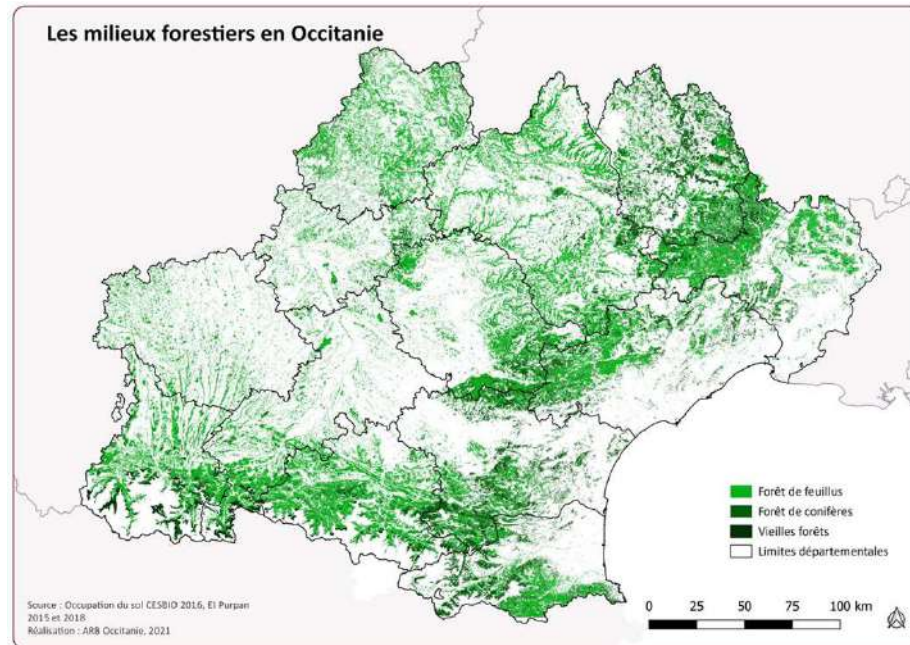 Les milieux forestiers en Occitanie
Forêt de feuillus
Forêt de conifères
Vieilles forêts
Limites départementales
Source : Occupation du sol CESBIO 2016, EI Purpan
2015 et 2018
Réalisation : ARB Occitanie, 2021
0 25 50 75 100 km